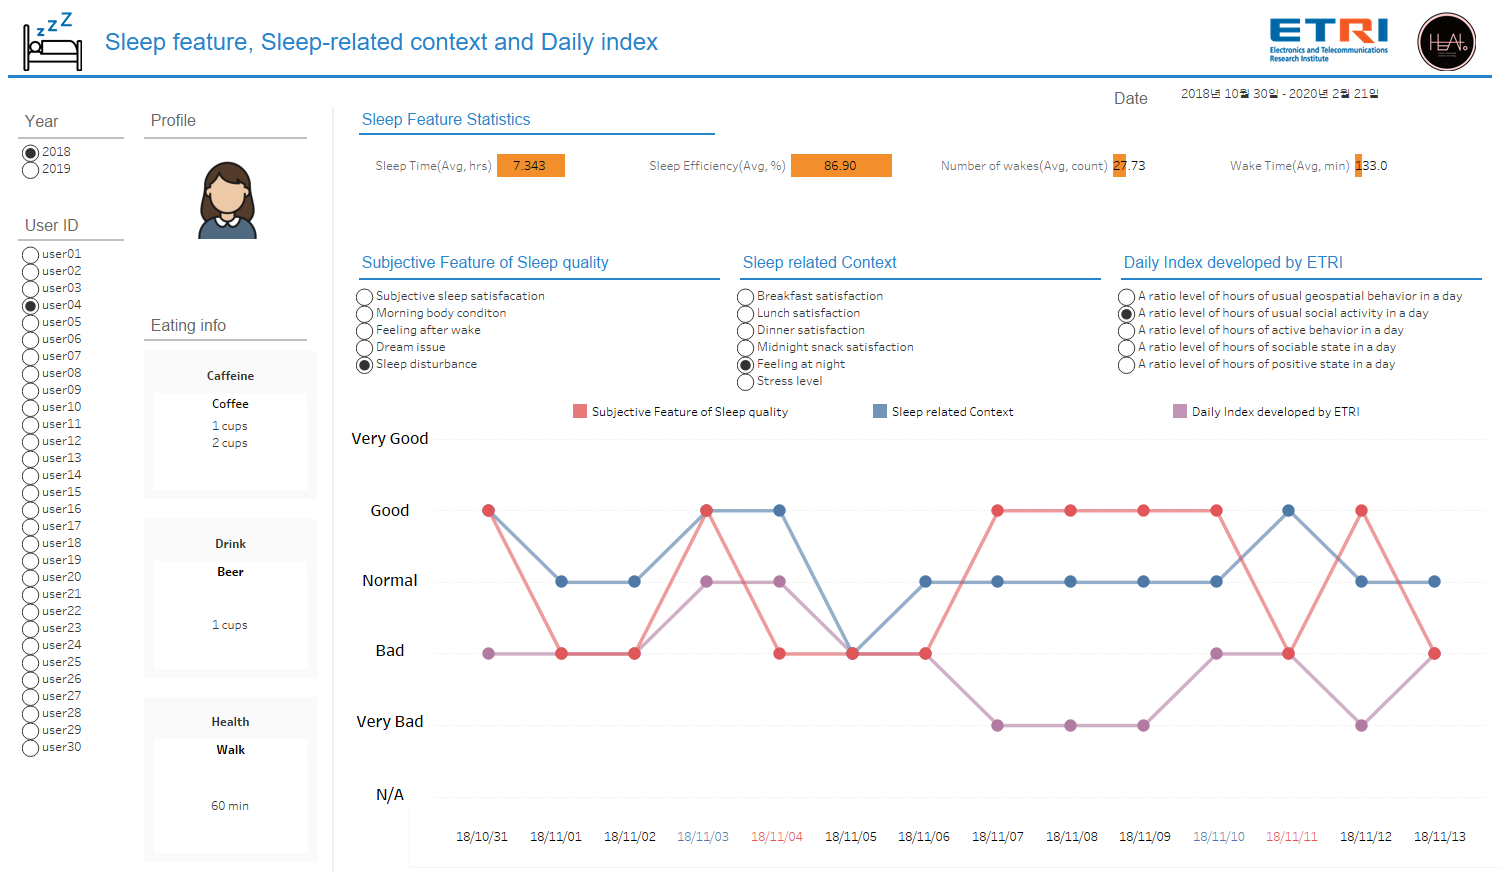 z z Z
Sleep feature, Sleep-related context and Daily index
ETRI
Electronics and Telecommunications
Research Institute
Date
2018년 10월 30일 - 2020년 2월 21일
Year
2018
2019
Profile
User ID
user01
user02
user03
user04
user05
user06
user07
user08
user09
user10
user11
user12
user13
user14
user15
user16
user17
user18
user19
user20
user21
user22
user23
user24
user25
user26
user27
user28
user29
user30
Eating info
Caffeine
Coffee
1 cups
2 cups
Drink
Beer
1 cups
Health
Walk
60 min
Sleep Feature Statistics
Sleep Time(Avg, hrs) 7.343
Sleep Efficiency(Avg, %) 86.90
Number of wakes(Avg, count) 27.73
Wake Time(Avg, min) 133.0
Subjective Feature of Sleep quality
Subjective sleep satisfacation
Morning body conditon
Feeling after wake
Dream issue
Sleep disturbance
Sleep related Context
Breakfast satisfaction
Lunch satisfaction
Dinner satisfaction
Midnight snack satisfaction
Feeling at night
Stress level
Daily Index developed by ETRI
A ratio level of hours of usual geospatial behavior in a day
A ratio level of hours of usual social activity in a day
A ratio level of hours of active behavior in a day
A ratio level of hours of sociable state in a day
A ratio level of hours of positive state in a day
Subjective Feature of Sleep quality
Sleep related Context
Daily Index developed by ETRI
Very Good
Good
Normal
Bad
Very Bad
N/A
18/10/31 18/11/01 18/11/02 18/11/03 18/11/04 18/11/05 18/11/06 18/11/07 18/11/08 18/11/09 18/11/10 18/11/11 18/11/12 18/11/13